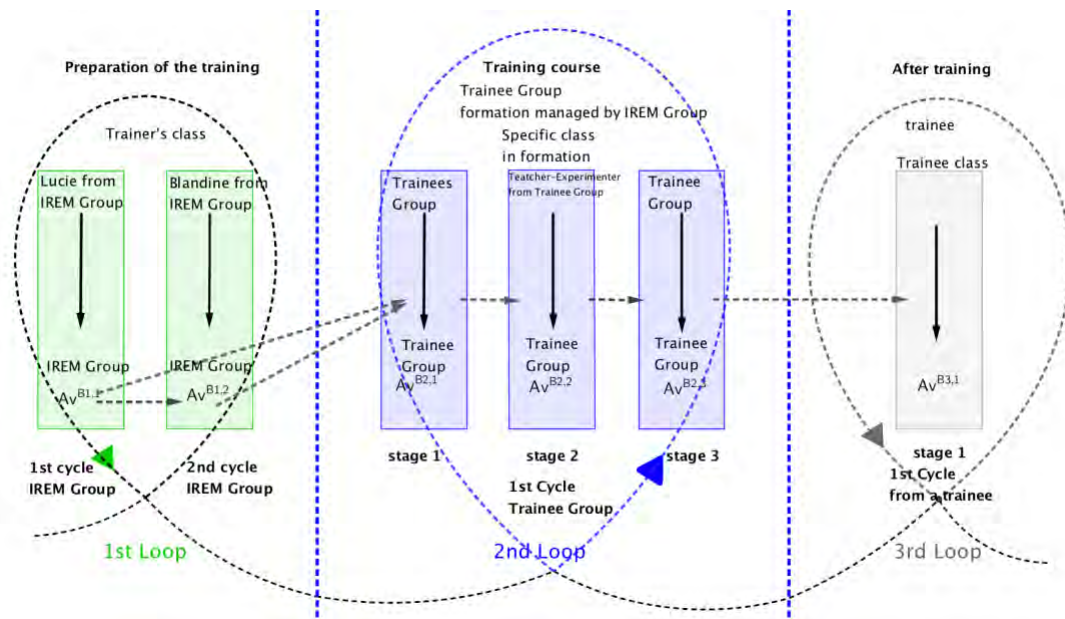 Preparation of the training
Trainer's class
Lucie from
IREM Group
Blandine from
IREM Group
IREM Group
Av^B1,1
IREM Group
Av^B1,2
1st cycle
IREM Group
2nd cycle
IREM Group
1st Loop
Training course
Trainee Group
formation managed by IREM Group
Specific class
in formation
Teatcher-Experimenter
from Trainee Group
Trainees
Group
Trainee
Group
Trainee
Group
Av^B2,1
Trainee
Group
Av^B2,2
Trainee
Group
Av^B2,3
stage 1
stage 2
stage 3
1st Cycle
Trainee Group
2nd Loop
After training
trainee
Trainee class
Av^B3,1
stage 1
1st Cycle
from a trainee
3rd Loop